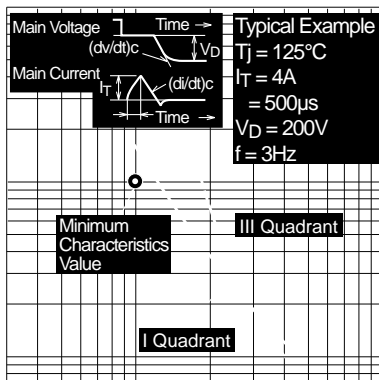 Main Voltage
Time
(dv/dt)c
VD
Main Current
IT
(di/dt)c
Time
Typical Example
Tj = 125°C
IT = 4A
= 500μs
VD = 200V
f = 3Hz
Minimum
Characteristics
Value
III Quadrant
I Quadrant